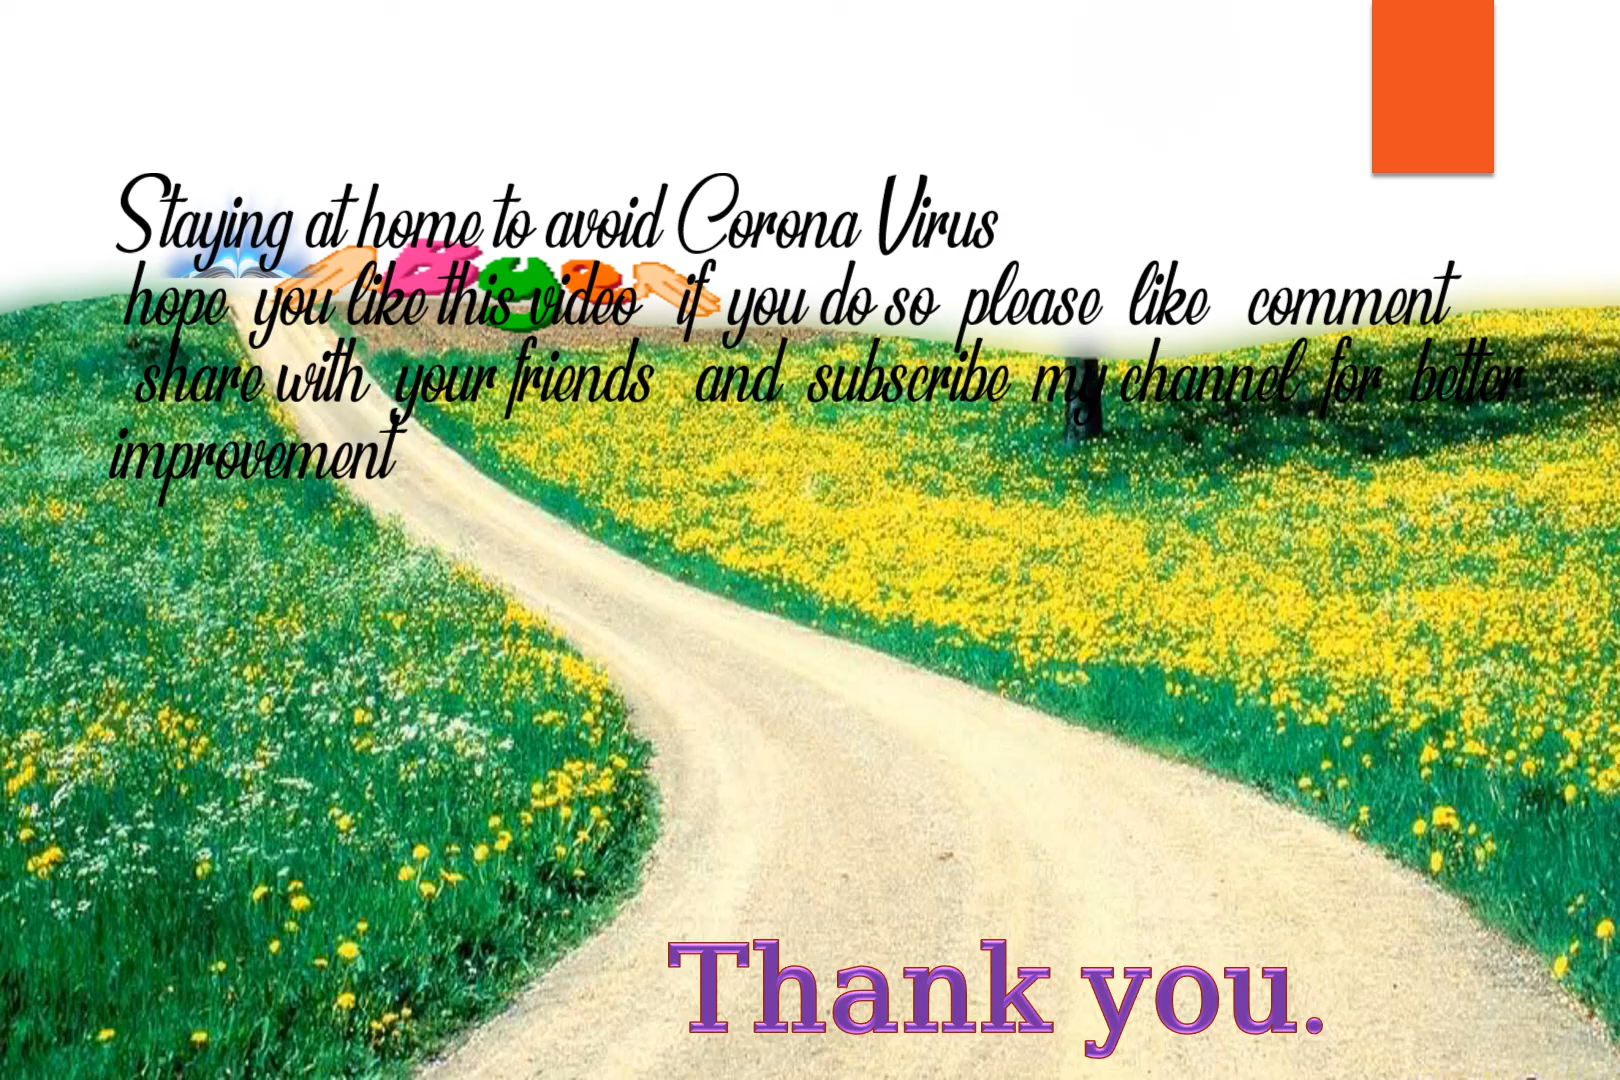 Staying at home to avoid Corona Virus
hope you like this video if you do so please like comment
share with your friends and subscribe my channel for better
improvement
Thank you.